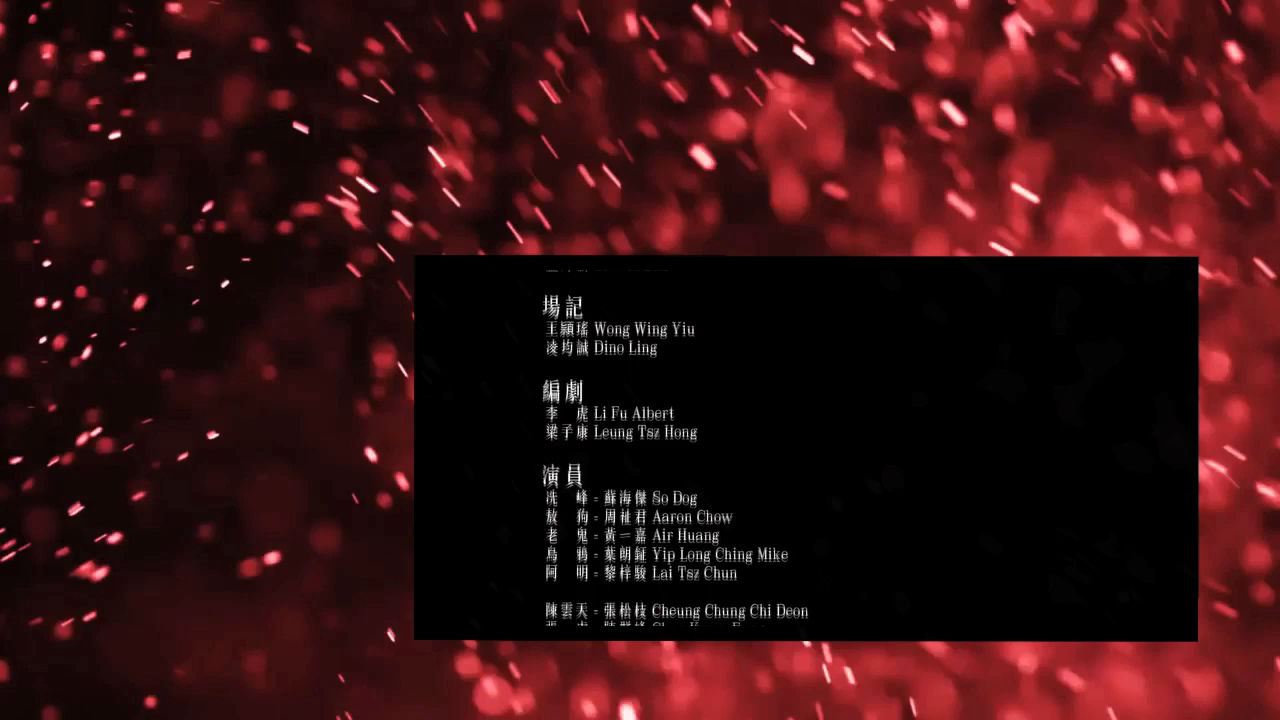 場記
王穎瑤 Wong Wing Yiu
凌均誠 Dino Ling
編劇
李 虎 Li Fu Albert
梁子康 Leung Tsz Hong
演員
冼 峰 - 蘇海傑 So Dog
敖 狗 - 周祉君 Aaron Chow
老 鬼 - 黃一嘉 Air Huang
烏 鴉 - 葉朗鉦 Yip Long Ching Mike
阿 明 - 黎梓駿 Lai Tsz Chun
陳雲天 - 張松枝 Cheung Chung Chi Deon